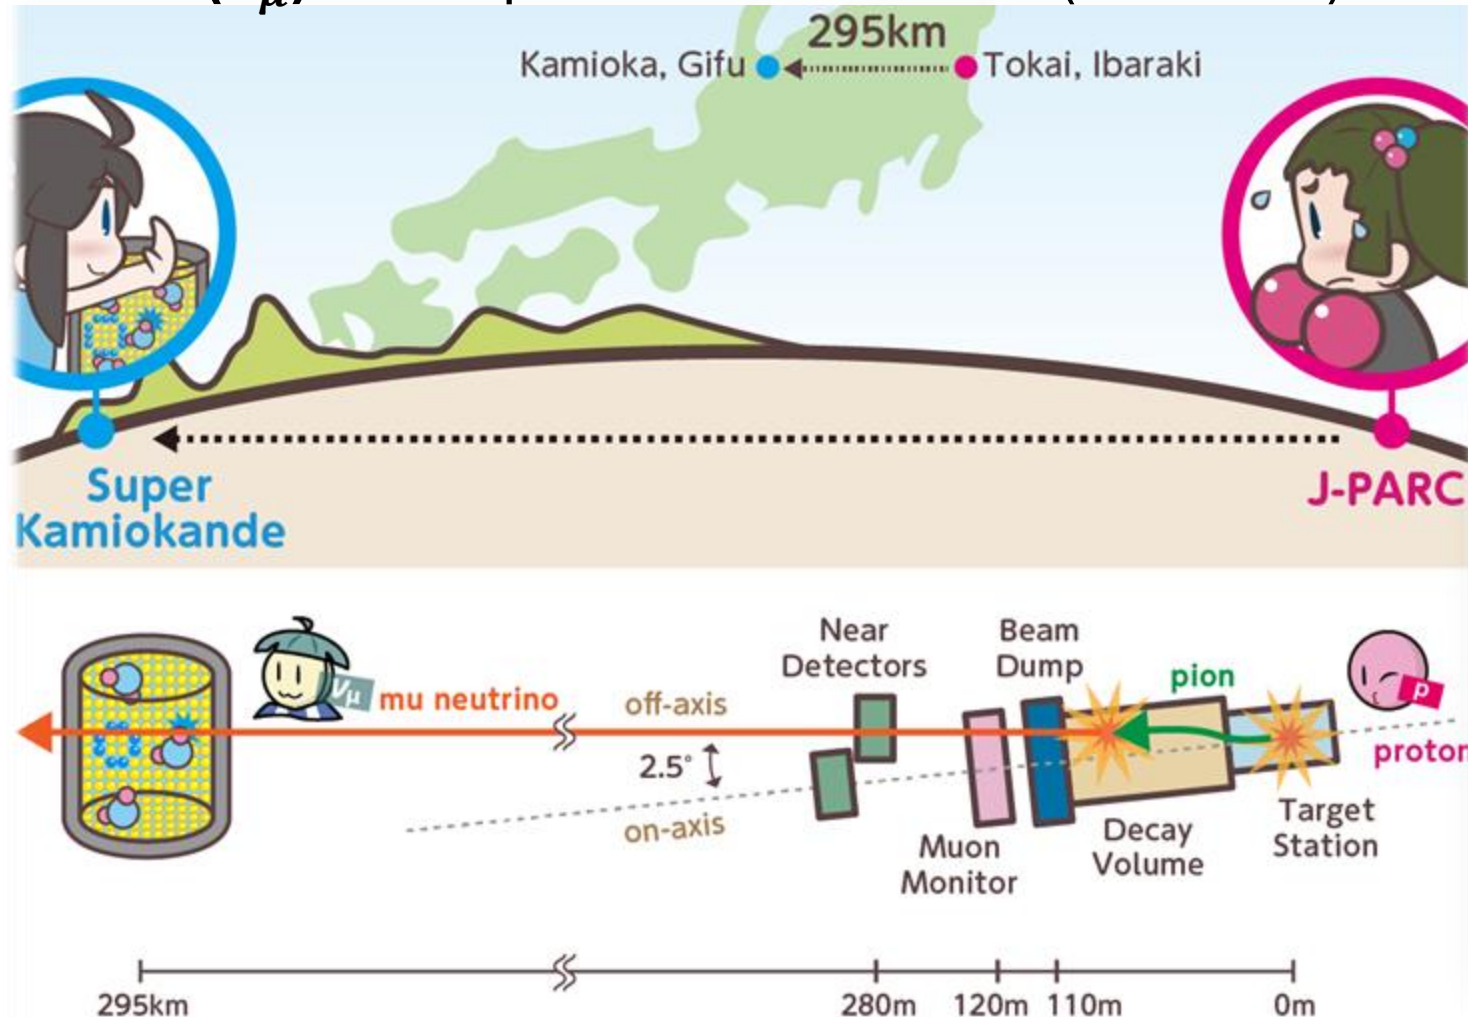 295km
Kamioka, Gifu
Tokai, Ibaraki
Super
Kamiokande
J-PARC
Near
Detectors
Beam
Dump
pion
p
νμ
mu neutrino
off-axis
2.5°
on-axis
proton
Target
Station
Decay
Volume
Muon
Monitor
295km
280m
120m
110m
0m